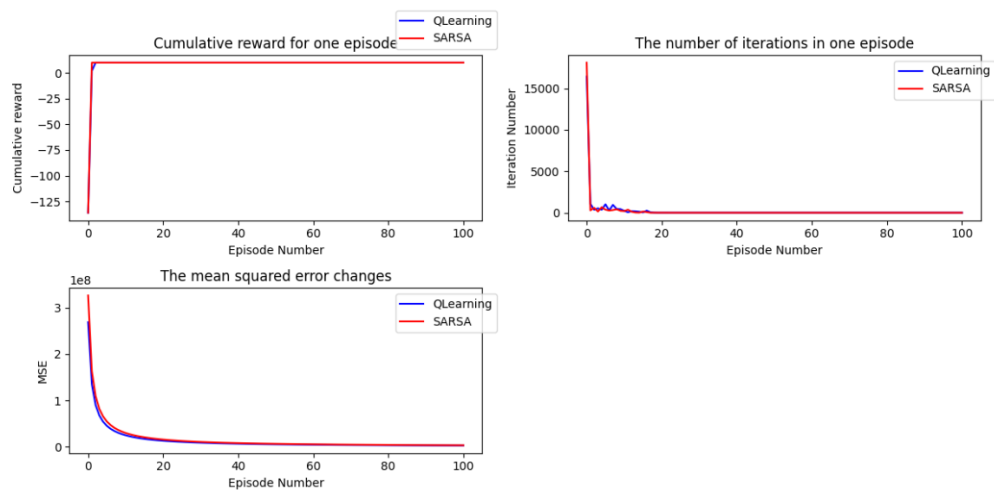 Cumulative reward for one episode
QLearning
SARSA
Cumulative reward
0
−25
−50
−75
−100
−125
0
20
40
60
80
100
Episode Number
The number of iterations in one episode
QLearning
SARSA
Iteration Number
15000
10000
5000
0
0
20
40
60
80
100
Episode Number
The mean squared error changes
1e8
QLearning
SARSA
MSE
3
2
1
0
0
20
40
60
80
100
Episode Number